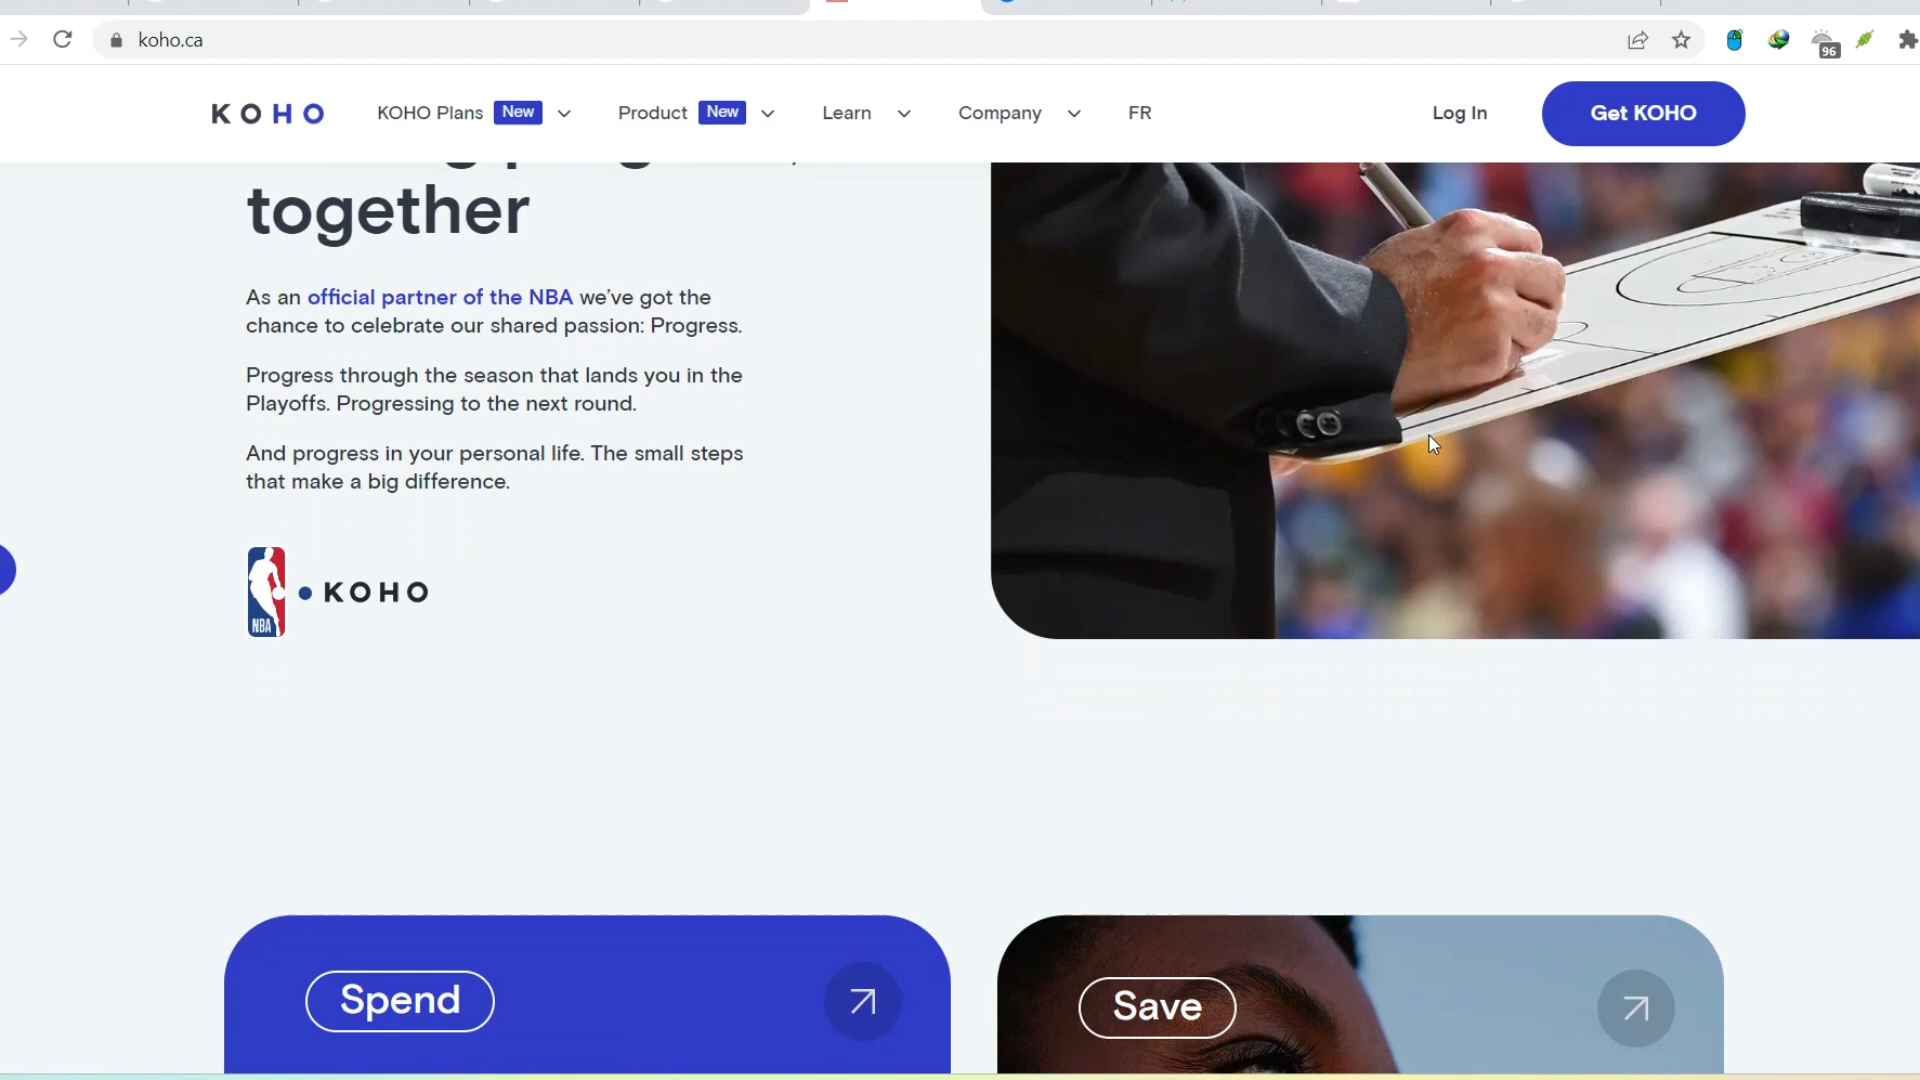 koho.ca
96
KOHO
KOHO Plans New
Product New
Learn
Company
FR
Log In
Get KOHO
together
As an official partner of the NBA we’ve got the
chance to celebrate our shared passion: Progress.
Progress through the season that lands you in the
Playoffs. Progressing to the next round.
And progress in your personal life. The small steps
that make a big difference.
NBA
KOHO
Spend
Save